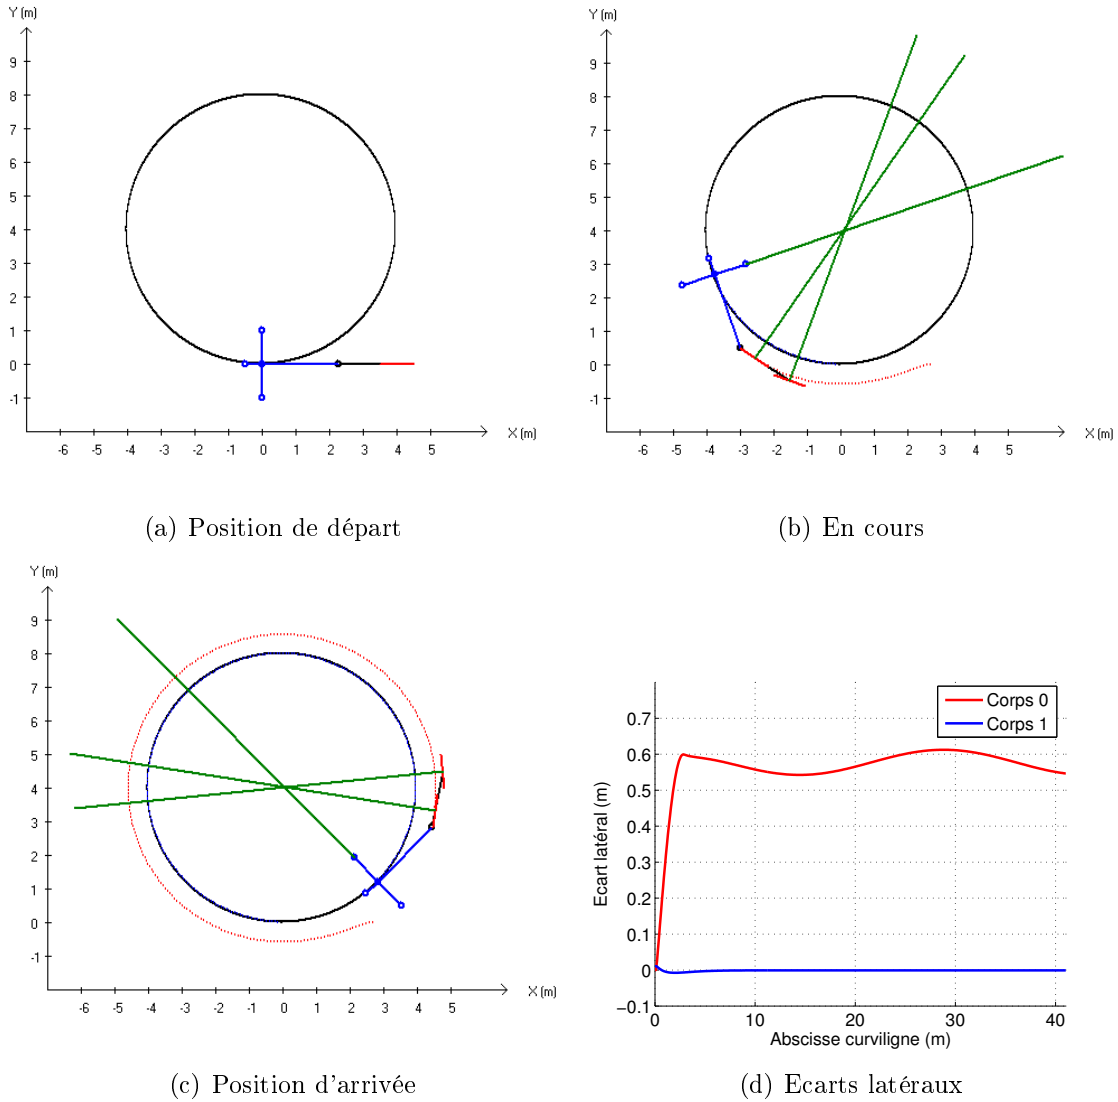 Y (m)
9
8
7
6
5
4
3
2
1
0
-1
-6 -5 -4 -3 -2 -1 0 1 2 3 4 5
X (m)
(a) Position de départ
Y (m)
9
8
7
6
5
4
3
2
1
0
-1
-6 -5 -4 -3 -2 -1 0 1 2 3 4 5
X (m)
(b) En cours
Y (m)
9
8
7
6
5
4
3
2
1
0
-1
-6 -5 -4 -3 -2 -1 0 1 2 3 4 5
X (m)
(c) Position d'arrivée
Corps 0
Corps 1
Ecart latéral (m)
0.7
0.6
0.5
0.4
0.3
0.2
0.1
0
−0.1
0 10 20 30 40
Abscisse curviligne (m)
(d) Ecarts latéraux